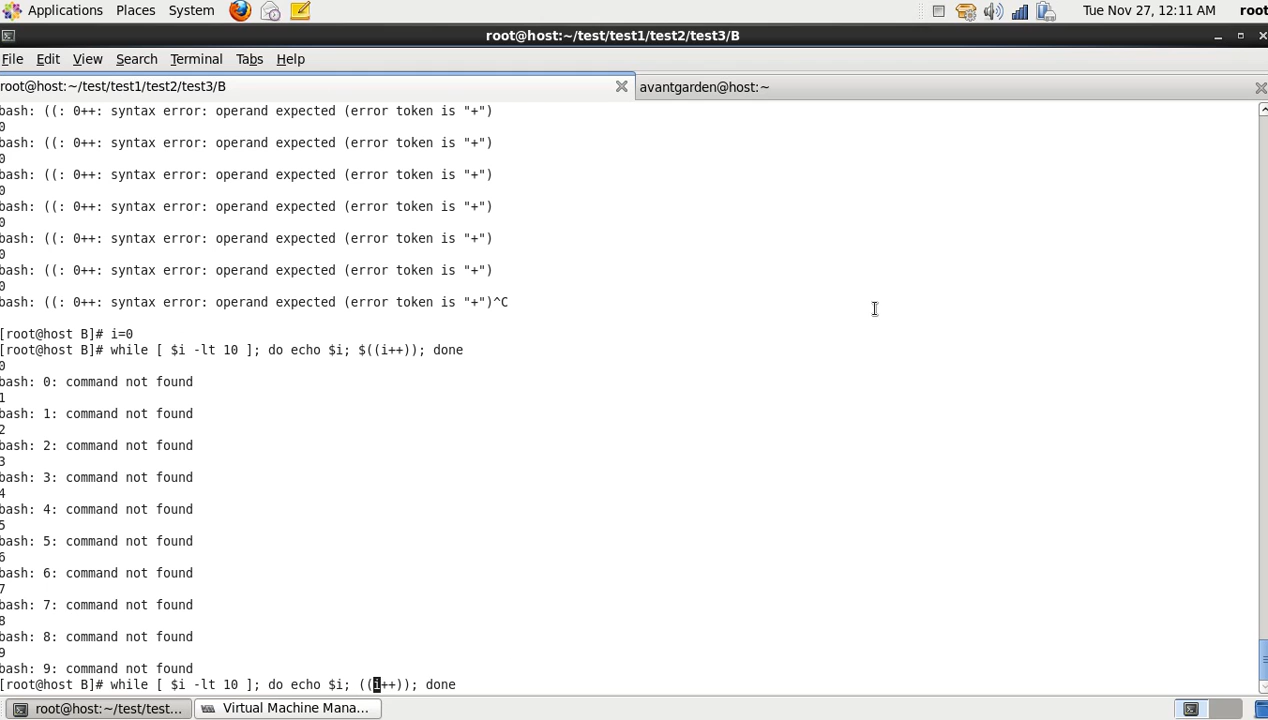 Applications Places System Tue Nov 27, 12:11 AM root
root@host:~/test/test1/test2/test3/B
File Edit View Search Terminal Tabs Help
root@host:~/test/test1/test2/test3/B avantgarden@host:~
bash: ((: 0++: syntax error: operand expected (error token is "+")
0
bash: ((: 0++: syntax error: operand expected (error token is "+")
0
bash: ((: 0++: syntax error: operand expected (error token is "+")
0
bash: ((: 0++: syntax error: operand expected (error token is "+")
0
bash: ((: 0++: syntax error: operand expected (error token is "+")
0
bash: ((: 0++: syntax error: operand expected (error token is "+")
0
bash: ((: 0++: syntax error: operand expected (error token is "+")^C
[root@host B]# i=0
[root@host B]# while [ $i -lt 10 ]; do echo $i; $((i++)); done
0
bash: 0: command not found
1
bash: 1: command not found
2
bash: 2: command not found
3
bash: 3: command not found
4
bash: 4: command not found
5
bash: 5: command not found
6
bash: 6: command not found
7
bash: 7: command not found
8
bash: 8: command not found
9
bash: 9: command not found
[root@host B]# while [ $i -lt 10 ]; do echo $i; ((i++)); done
root@host:~/test/test... Virtual Machine Mana...